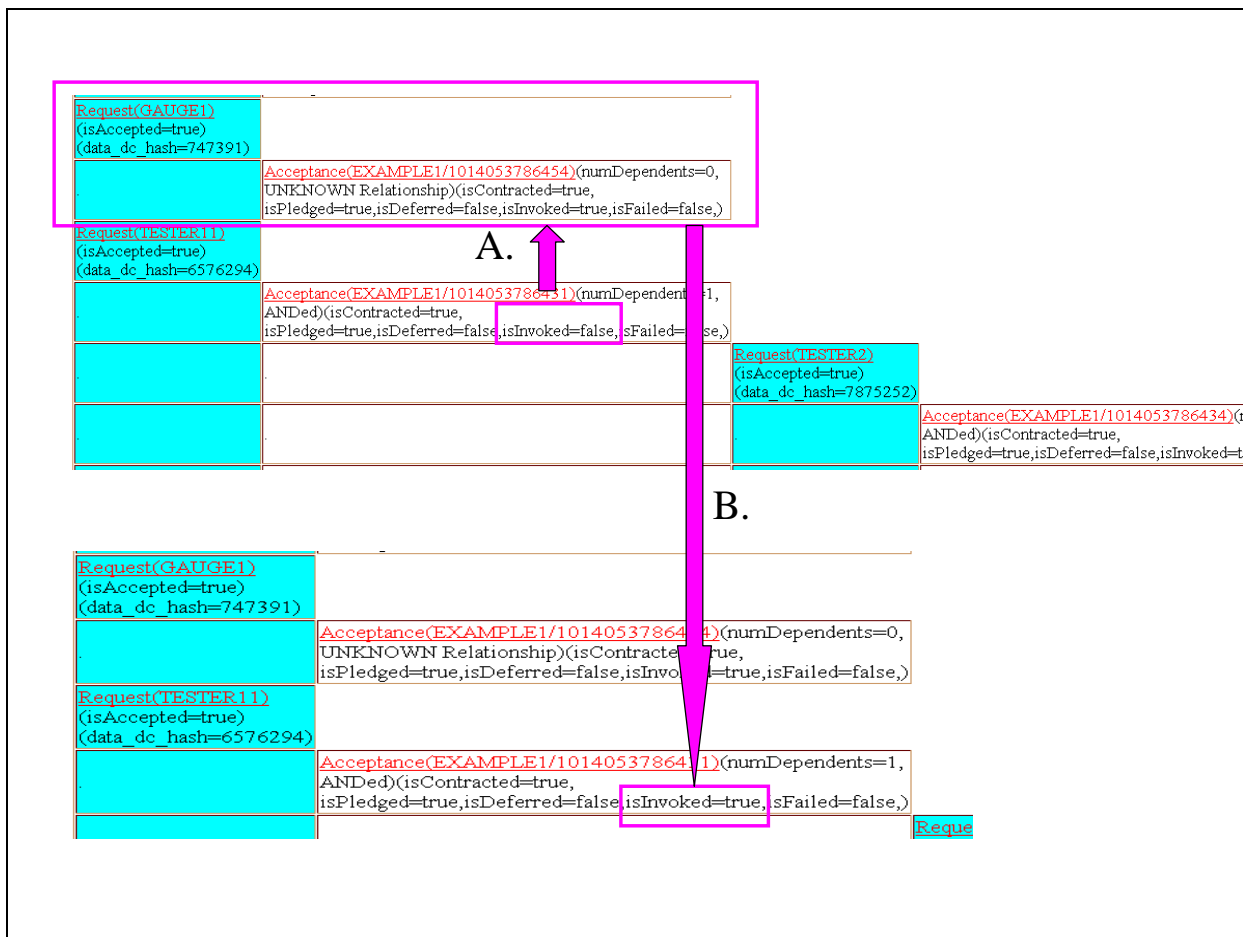 Request(GAUGE1)
(isAccepted=true)
(data_dc_hash=747391)
Acceptance(EXAMPLE1/1014053786454)(numDependents=0,
UNKNOWN Relationship)(isContracted=true,
isPledged=true,isDeferred=false,isInvoked=true,isFailed=false,)
Request(TESTER11)
(isAccepted=true)
(data_dc_hash=6576294)
A.
Acceptance(EXAMPLE1/1014053786431)(numDependents=1,
ANDed)(isContracted=true,
isPledged=true,isDeferred=false,isInvoked=false,
Request(TESTER2)
(isAccepted=true)
(data_dc_hash=7875252)
Acceptance(EXAMPLE1/1014053786434)(
ANDed)(isContracted=true,
isPledged=true,isDeferred=false,isInvoked=t
B.
Request(GAUGE1)
(isAccepted=true)
(data_dc_hash=747391)
(numDependents=0,
UNKNOWN Relationship)
isPledged=true,isDeferred=false, isFailed=false,)
Request(TESTER11)
(isAccepted=true)
(data_dc_hash=6576294)
(numDependents=1,
ANDed)(isContracted=true,
isPledged=true,isDeferred=false,isInvoked=true,isFailed=false,)
Reque